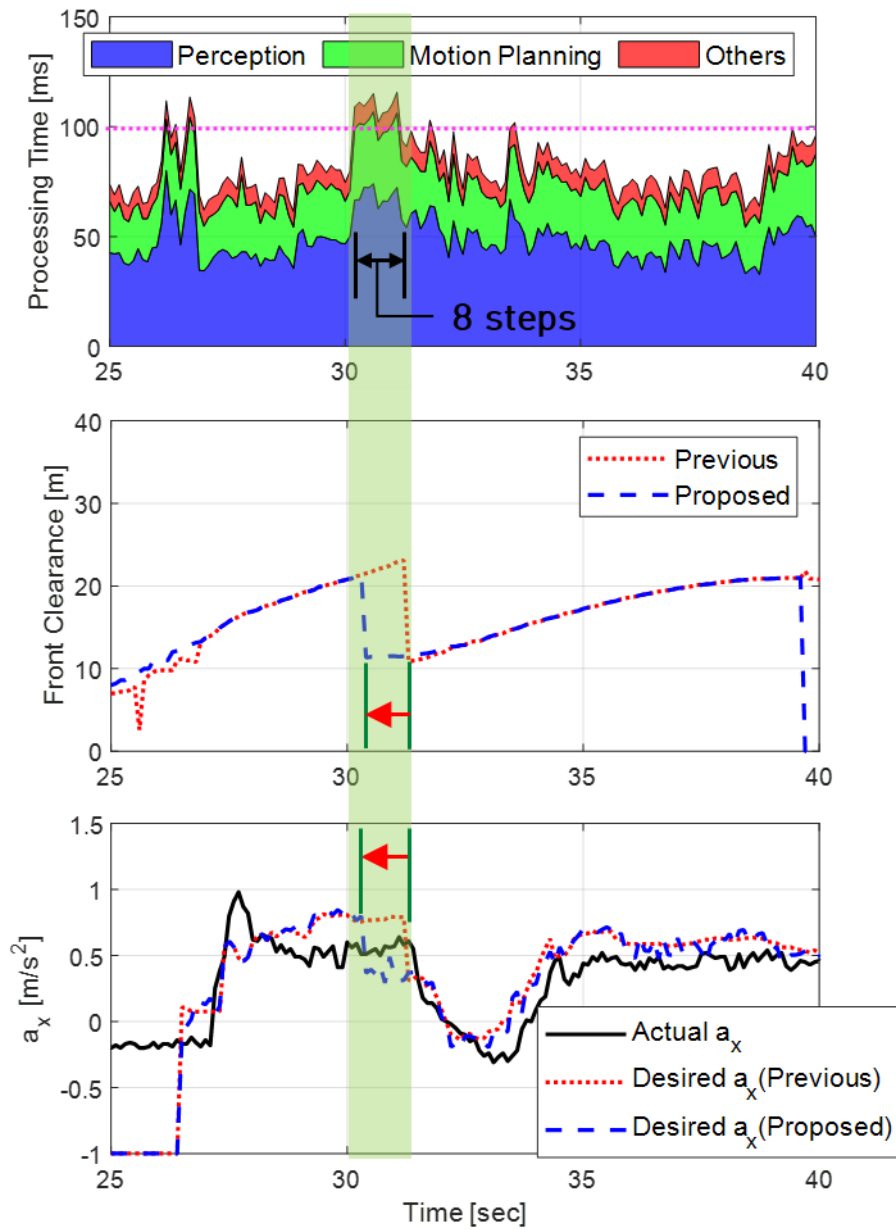 150
100
50
0
Processing Time [ms]
Perception
Motion Planning
Others
8 steps
25 30 35 40
40
30
20
10
0
Front Clearance [m]
Previous
Proposed
25 30 35 40
1.5
1
0.5
0
-0.5
-1
a_x [m/s^2]
Actual a_x
Desired a_x(Previous)
Desired a_x(Proposed)
25 30 35 40
Time [sec]